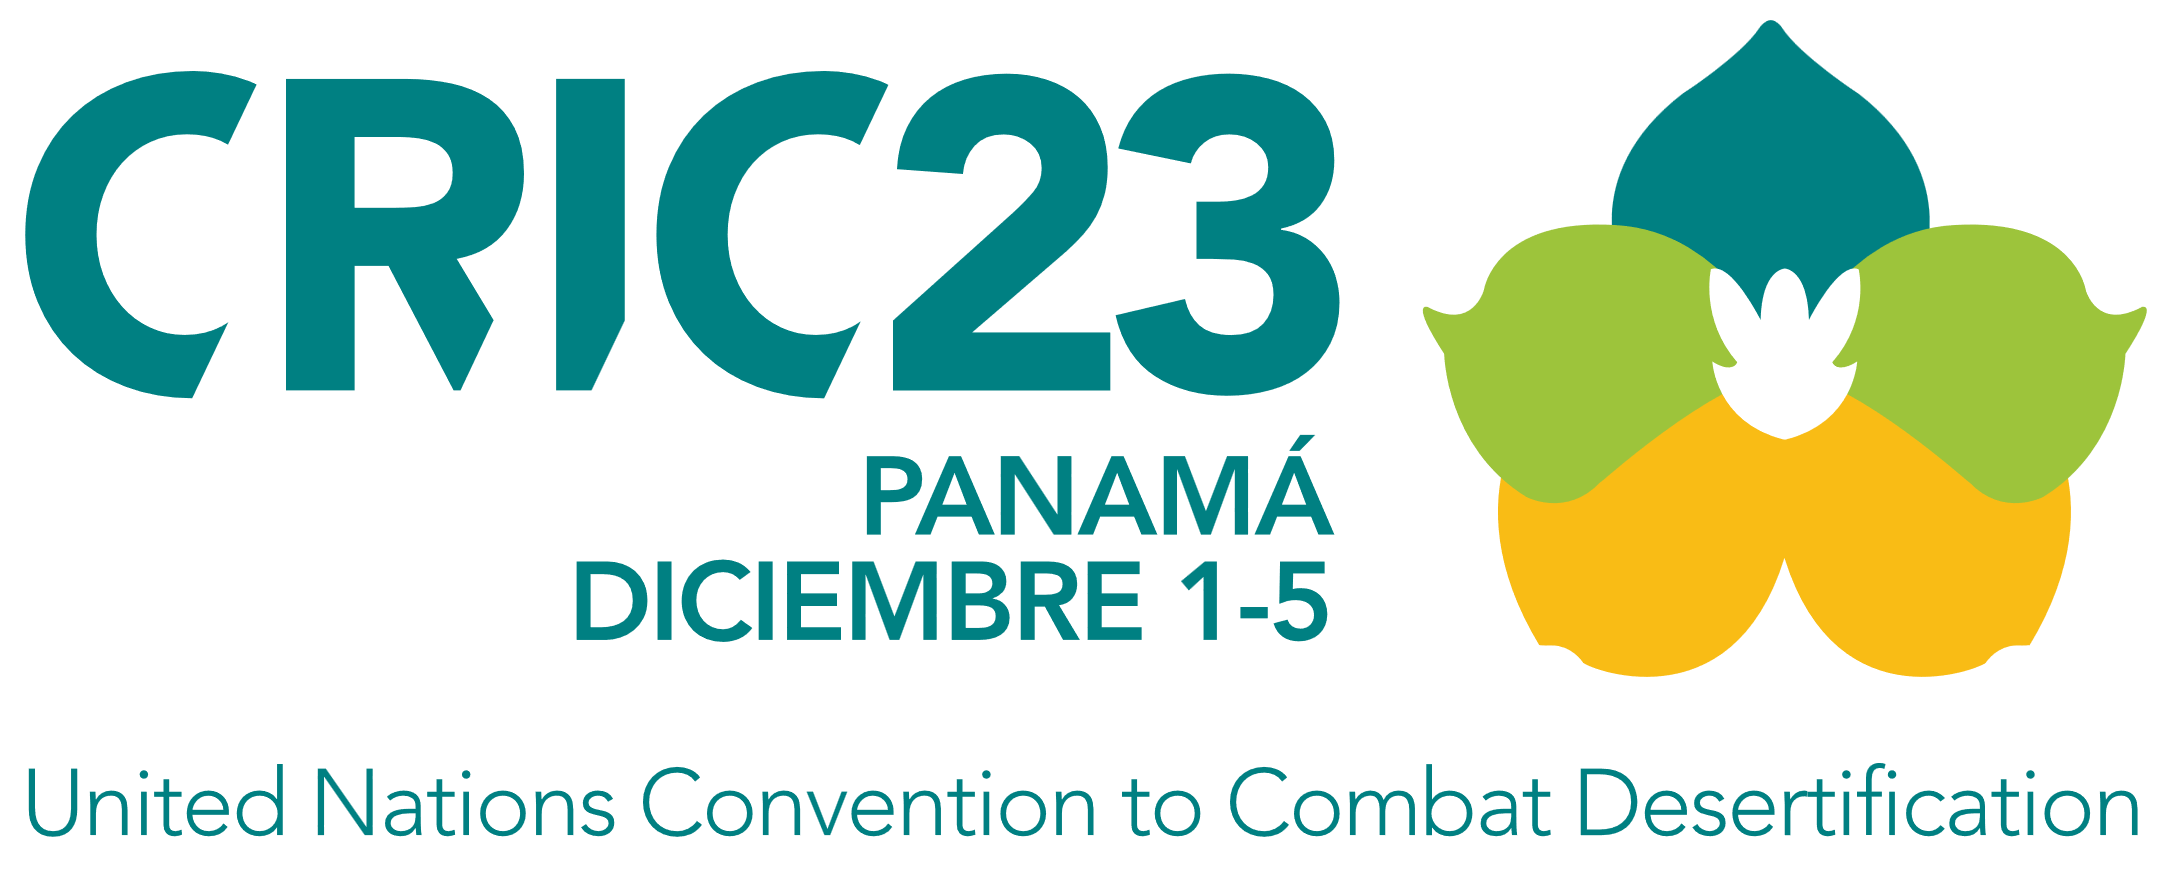 CRIC23
PANAMÁ
DICIEMBRE 1-5
United Nations Convention to Combat Desertification